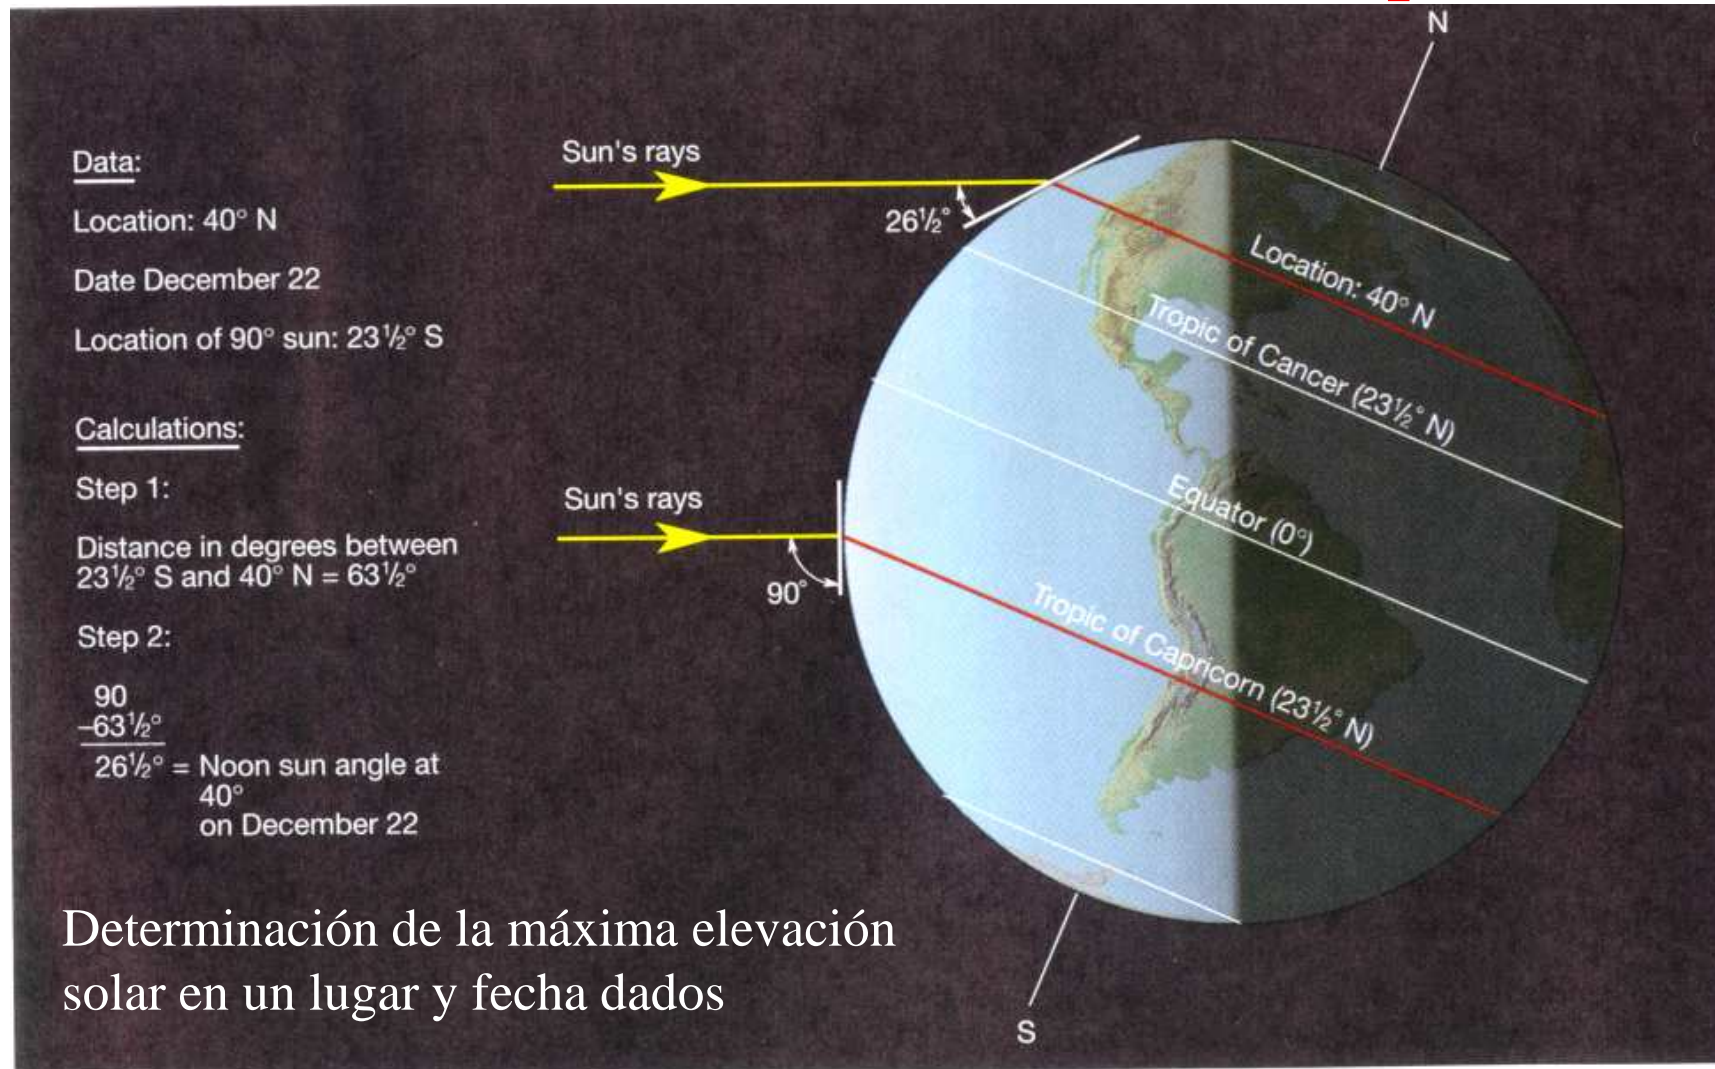 Data:
Location: 40° N
Date December 22
Location of 90° sun: 23½° S
Calculations:
Step 1:
Distance in degrees between
23½° S and 40° N = 63½°
Step 2:
90
–63½°
26½° = Noon sun angle at
40°
on December 22
Sun's rays
26½°
Sun's rays
90°
N
Location: 40° N
Tropic of Cancer (23½° N)
Equator (0°)
Tropic of Capricorn (23½° N)
S
Determinación de la máxima elevación
solar en un lugar y fecha dados